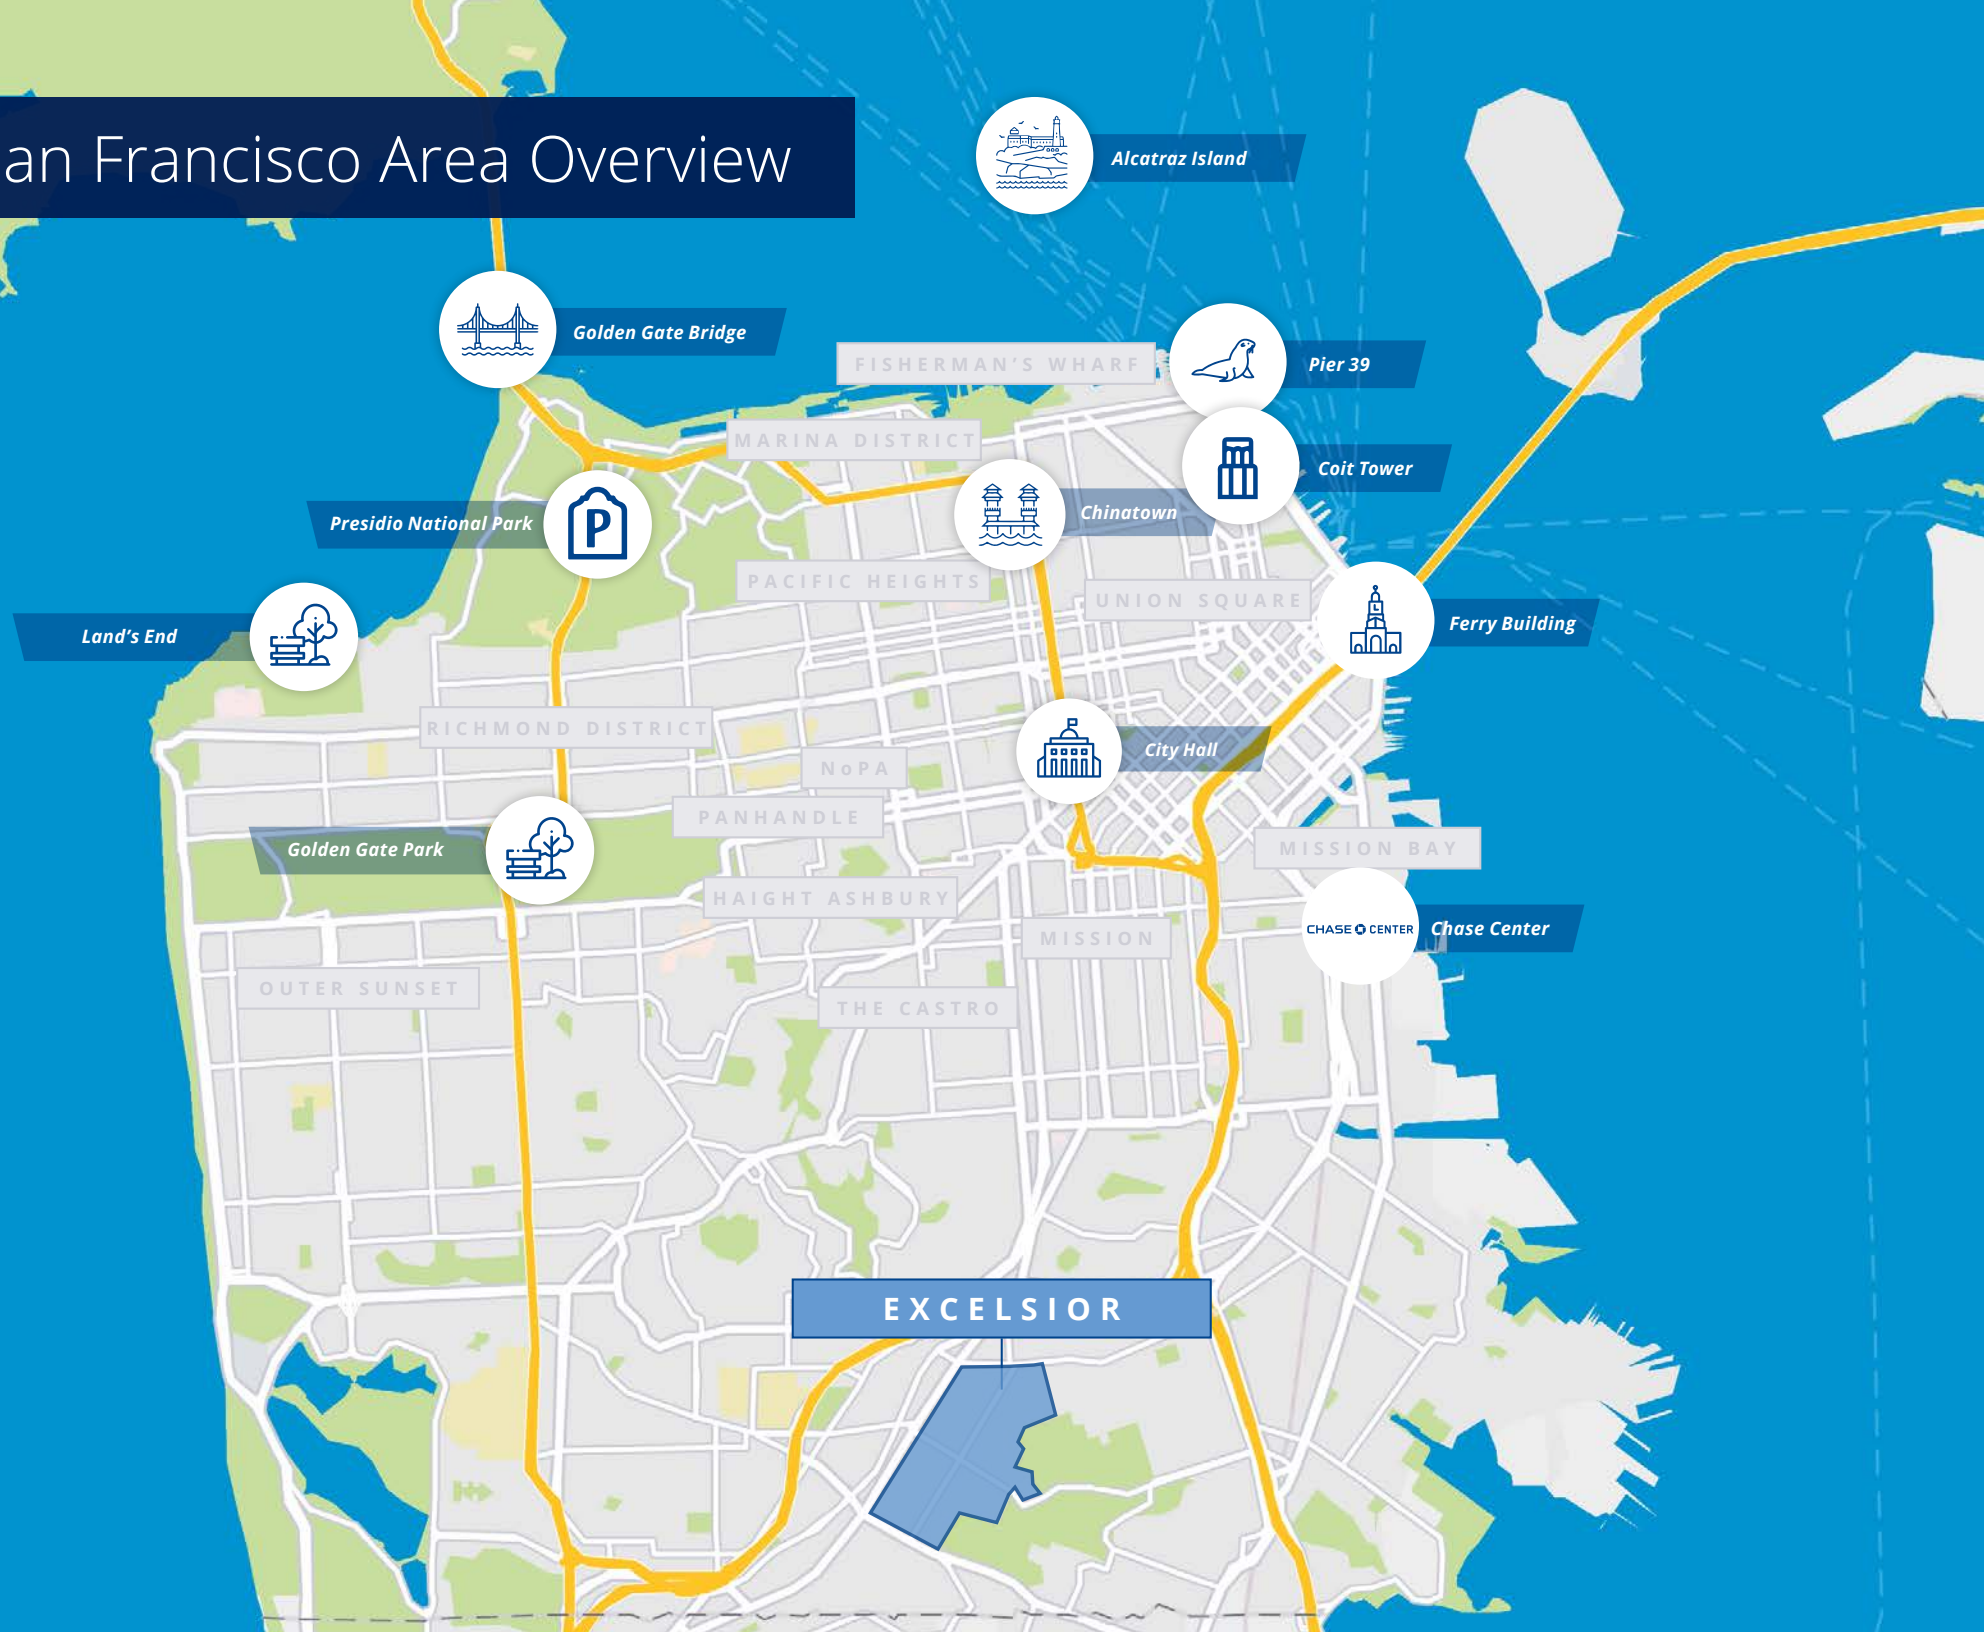 an Francisco Area Overview
Alcatraz Island
Golden Gate Bridge
FISHERMAN'S WHARF
Pier 39
MARINA DISTRICT
Coit Tower
Chinatown
P
Presidio National Park
PACIFIC HEIGHTS
UNION SQUARE
Ferry Building
Land's End
RICHMOND DISTRICT
City Hall
NoPA
PANHANDLE
Golden Gate Park
MISSION BAY
HAIGHT ASHBURY
CHASE CENTER
Chase Center
MISSION
OUTER SUNSET
THE CASTRO
EXCELSIOR